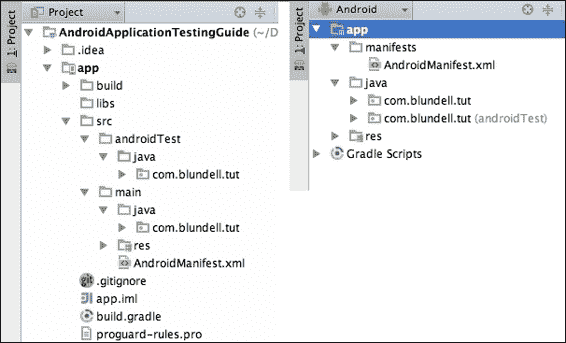 1: Project
Project
AndroidApplicationTestingGuide (~/D
.idea
app
build
libs
src
androidTest
java
com.blundell.tut
main
java
com.blundell.tut
res
AndroidManifest.xml
.gitignore
app.iml
build.gradle
proguard-rules.pro
1: Project
Android
app
manifests
AndroidManifest.xml
java
com.blundell.tut
com.blundell.tut (androidTest)
res
Gradle Scripts